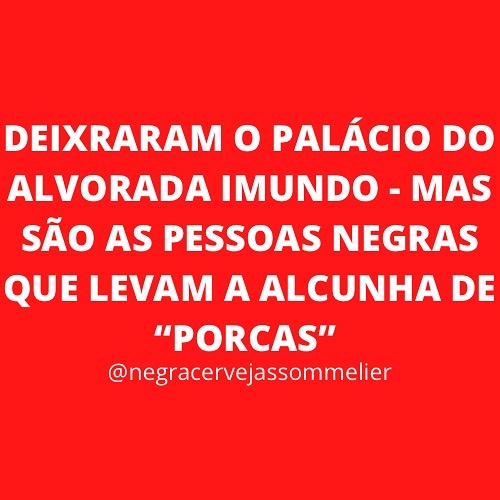 DEIXRARAM O PALÁCIO DO
ALVORADA IMUNDO - MAS
SÃO AS PESSOAS NEGRAS
QUE LEVAM A ALCUNHA DE
“PORCAS”
@negracervejassommelier